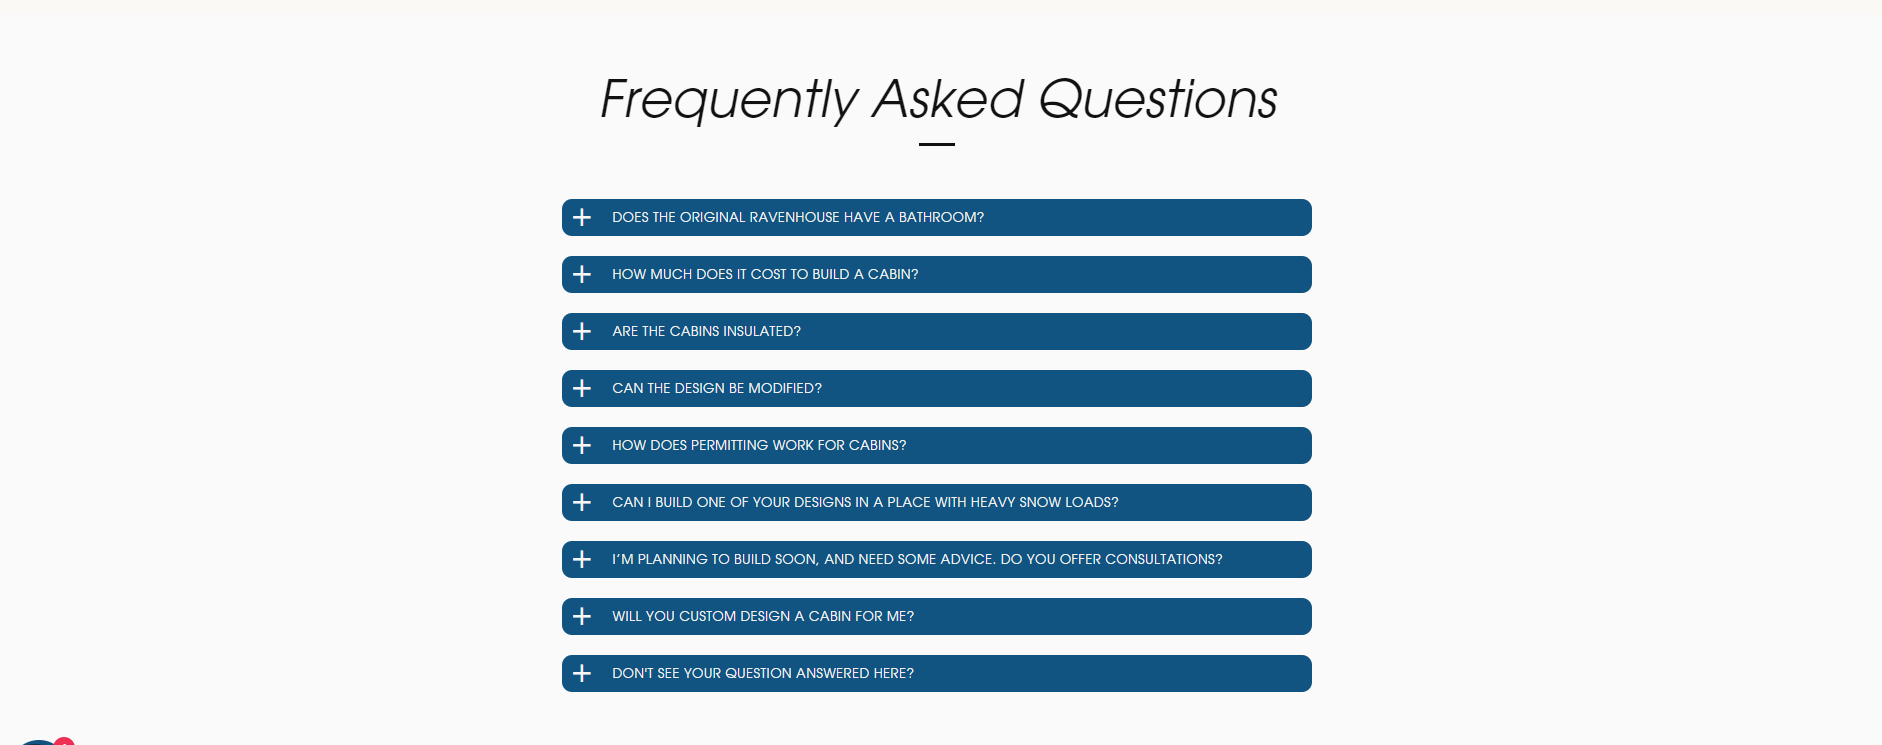 Frequently Asked Questions
DOES THE ORIGINAL RAVENHOUSE HAVE A BATHROOM?
HOW MUCH DOES IT COST TO BUILD A CABIN?
ARE THE CABINS INSULATED?
CAN THE DESIGN BE MODIFIED?
HOW DOES PERMITTING WORK FOR CABINS?
CAN I BUILD ONE OF YOUR DESIGNS IN A PLACE WITH HEAVY SNOW LOADS?
I’M PLANNING TO BUILD SOON, AND NEED SOME ADVICE. DO YOU OFFER CONSULTATIONS?
WILL YOU CUSTOM DESIGN A CABIN FOR ME?
DON'T SEE YOUR QUESTION ANSWERED HERE?